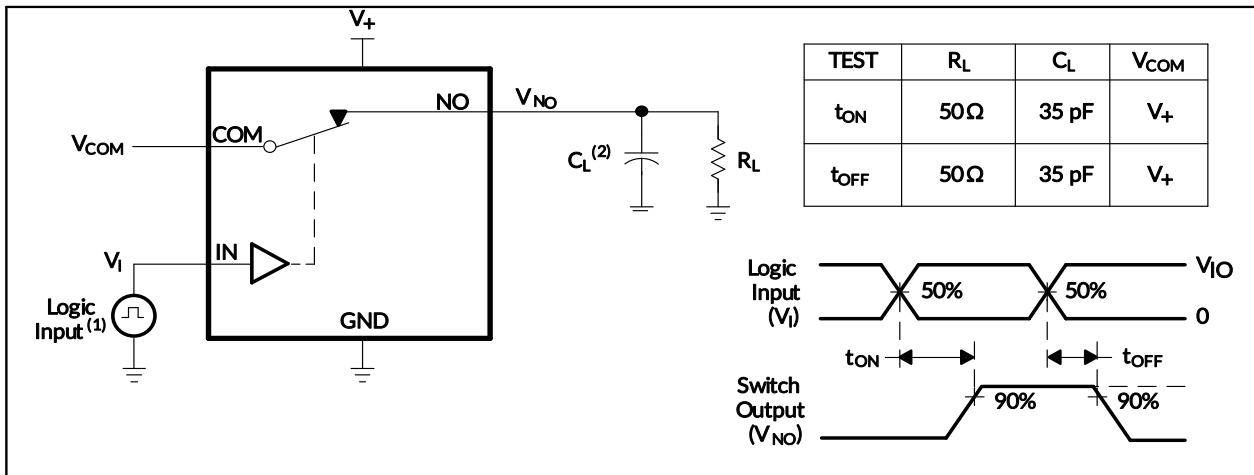 V+
NO
VNO
VCOM
COM
CL(2)
RL
VI
IN
Logic
Input(1)
GND
TEST RL CL VCOM
tON 50Ω 35 pF V+
tOFF 50Ω 35 pF V+
Logic
Input
(VI)
50%
50%
VIO
0
tON
tOFF
Switch
Output
(VNO)
90%
90%